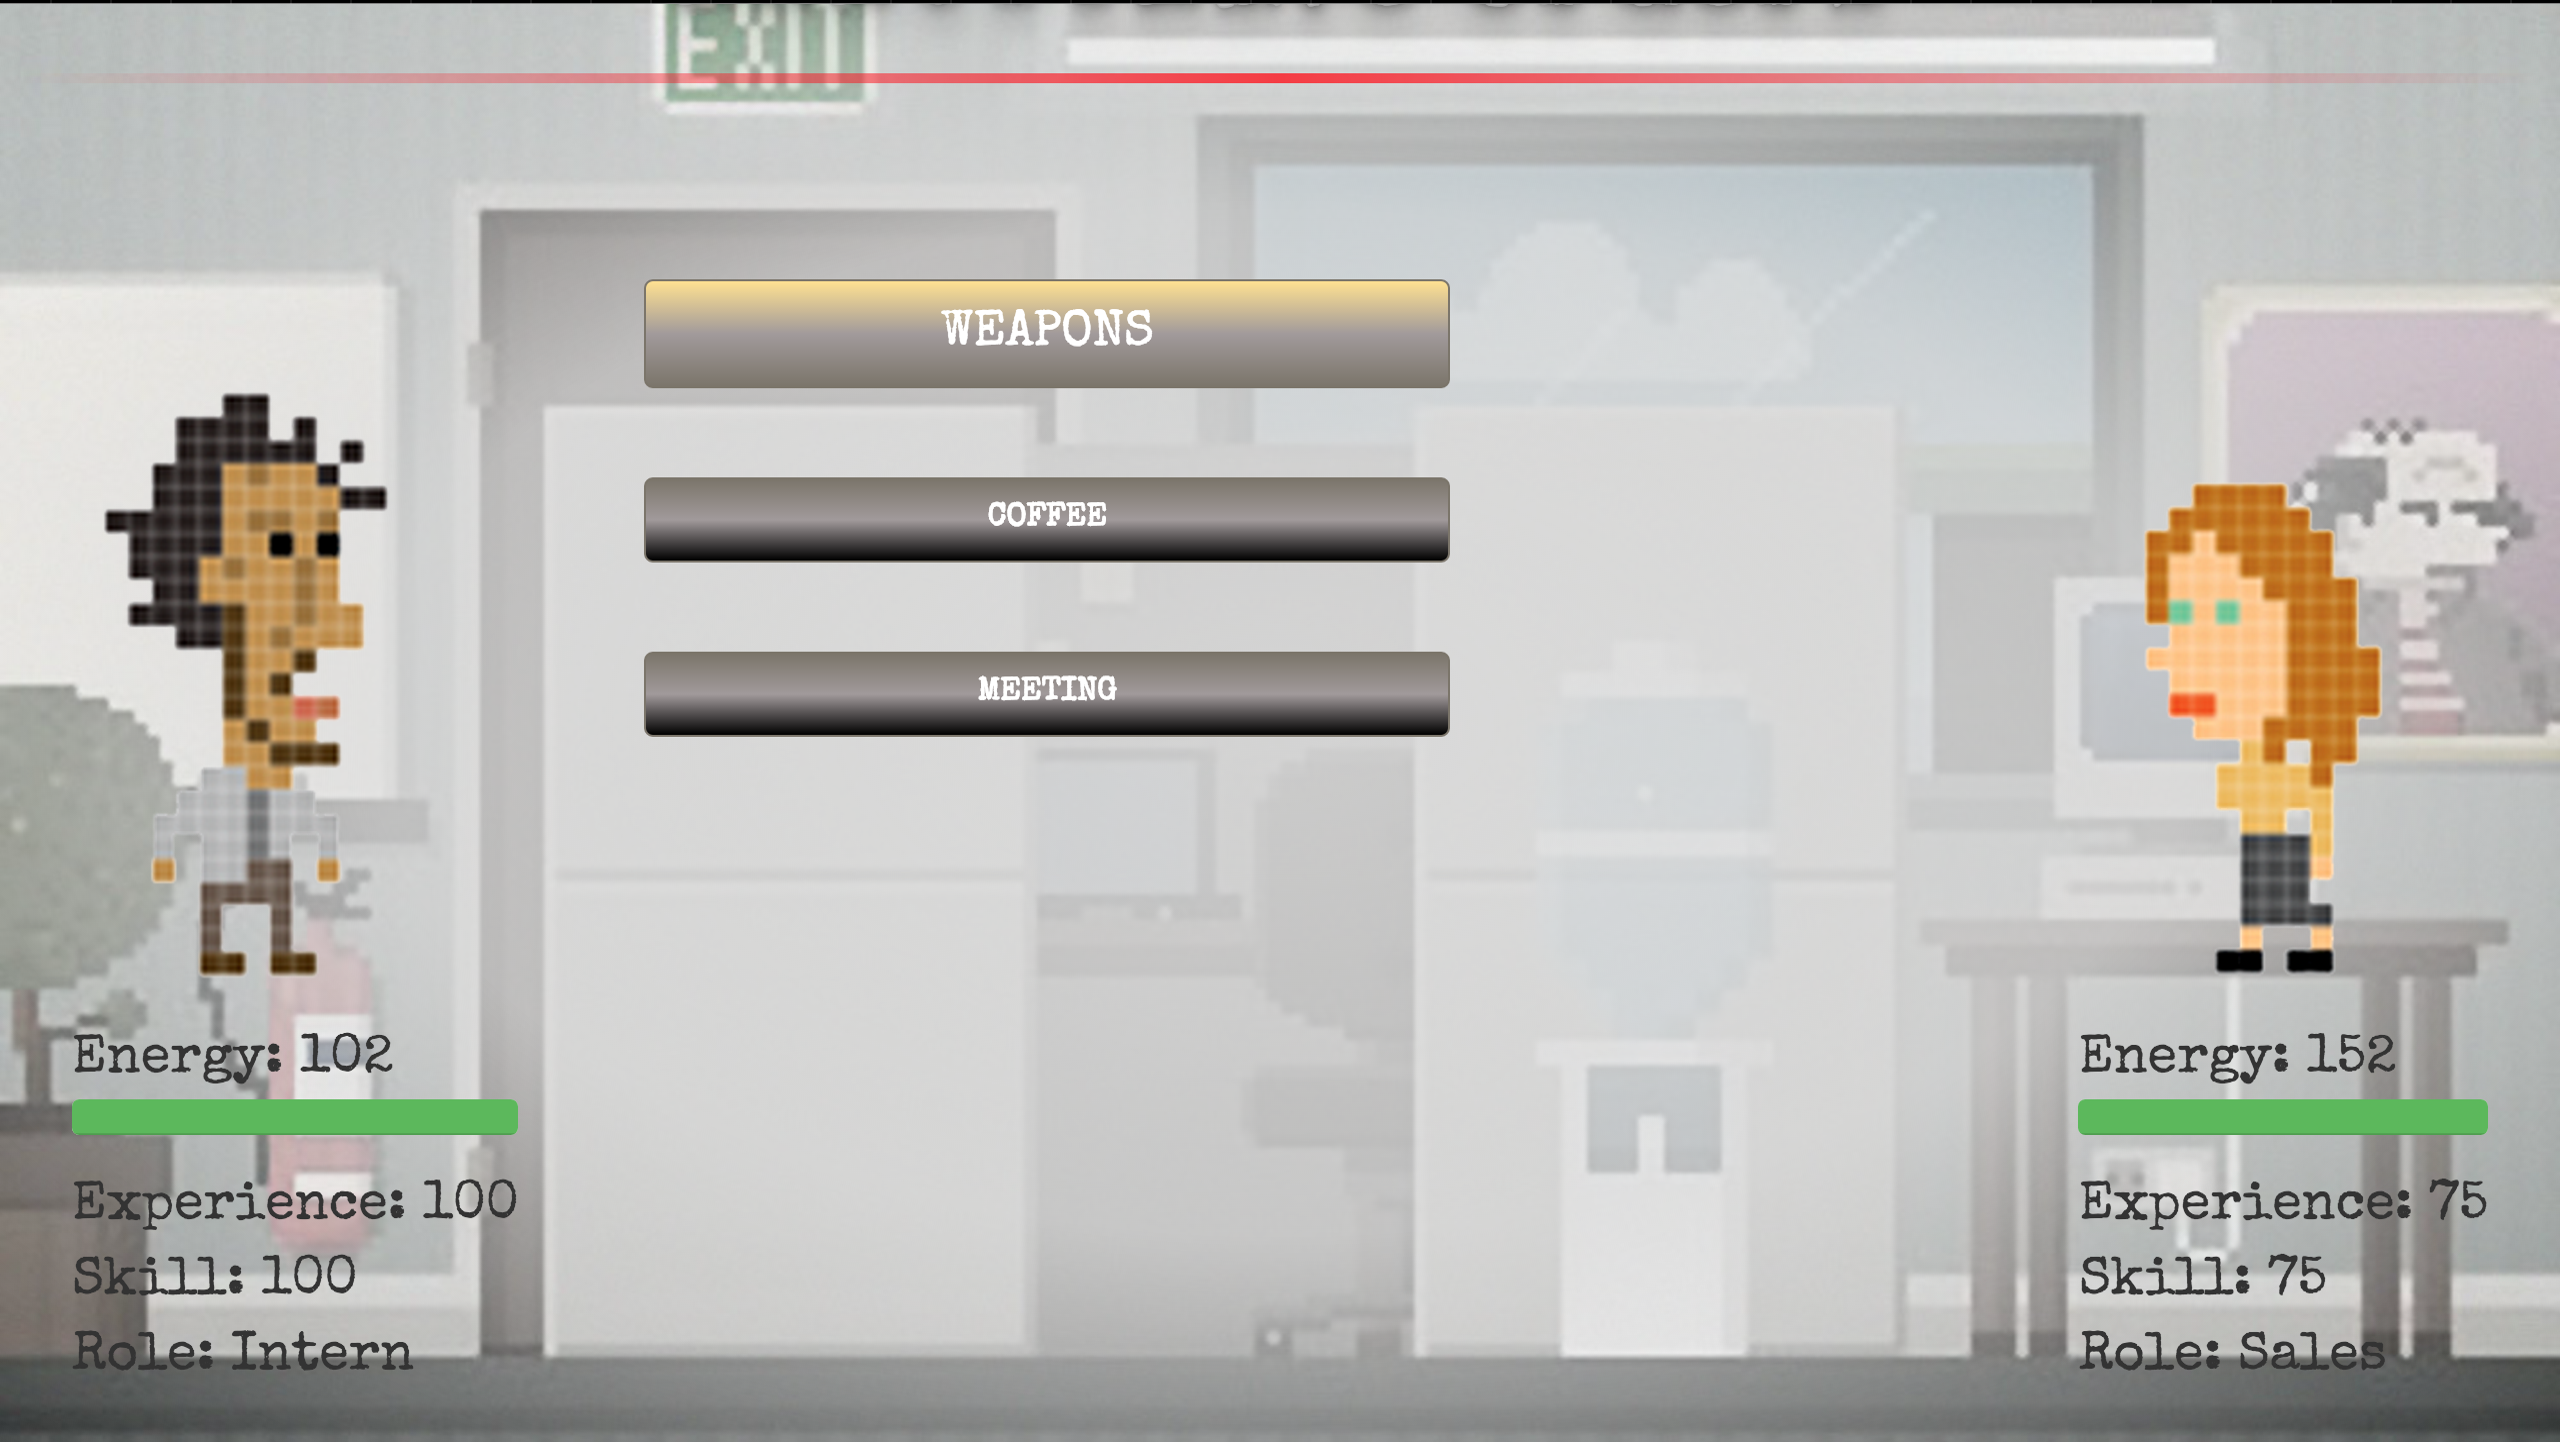 EXIT
WEAPONS
COFFEE
MEETING
Energy: 102
Experience: 100
Skill: 100
Role: Intern
Energy: 152
Experience: 75
Skill: 75
Role: Sales